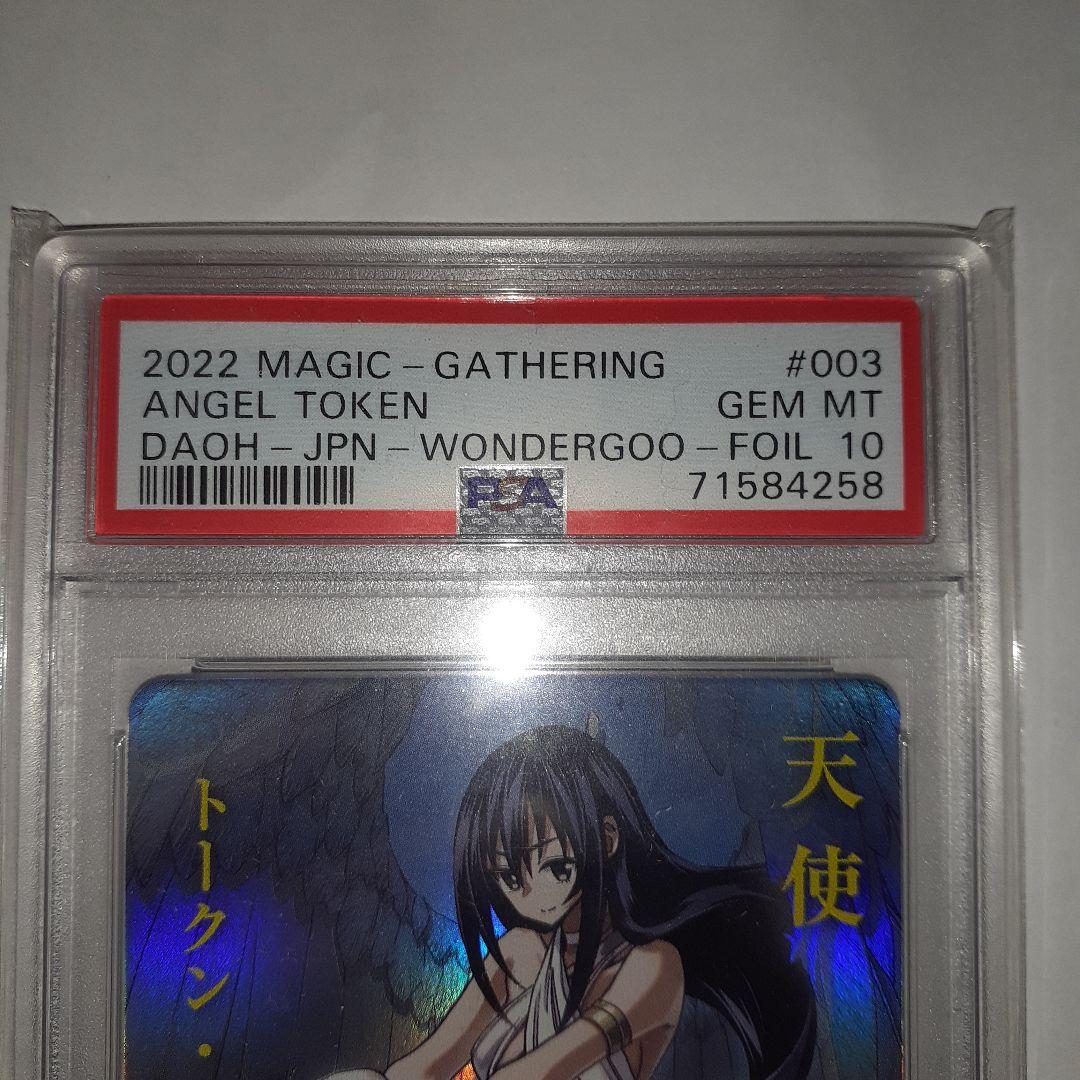 2022 MAGIC - GATHERING #003
ANGEL TOKEN GEM MT
DAOH - JPN - WONDERGOO - FOIL 10
PSA 71584258
天使
トークン・